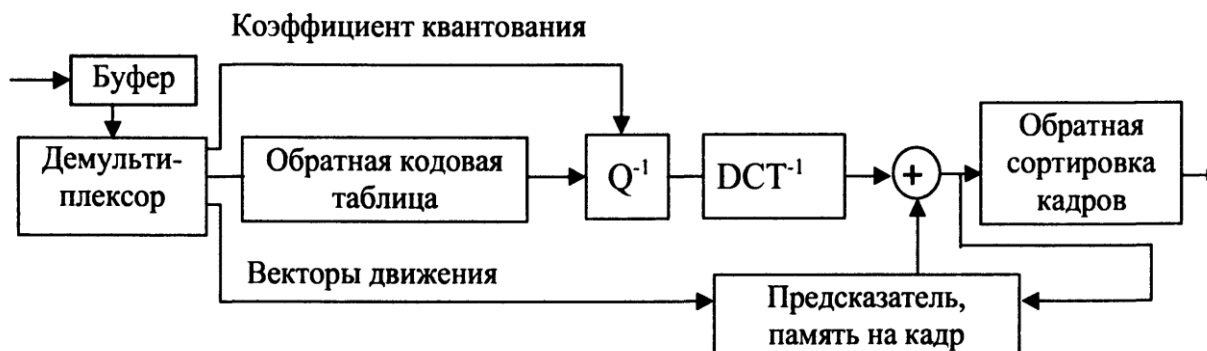 Коэффициент квантования
Буфер
Демульти-
плексор
Обратная кодовая
таблица
Q⁻¹
DCT⁻¹
+
Обратная
сортировка
кадров
Векторы движения
Предсказатель,
память на кадр